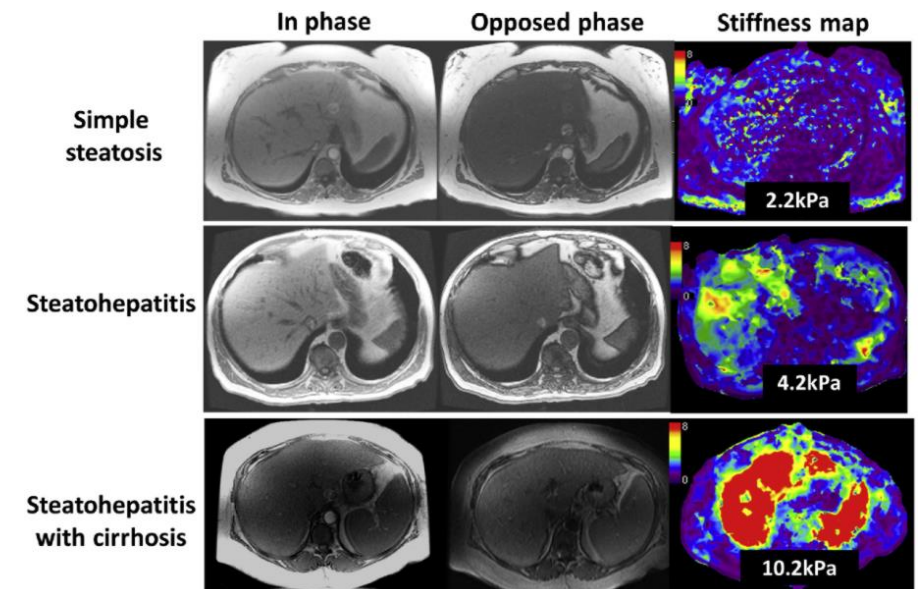 In phase Opposed phase Stiffness map
Simple
steatosis
8
2.2kPa
Steatohepatitis
8
0
4.2kPa
Steatohepatitis
with cirrhosis
8
0
10.2kPa